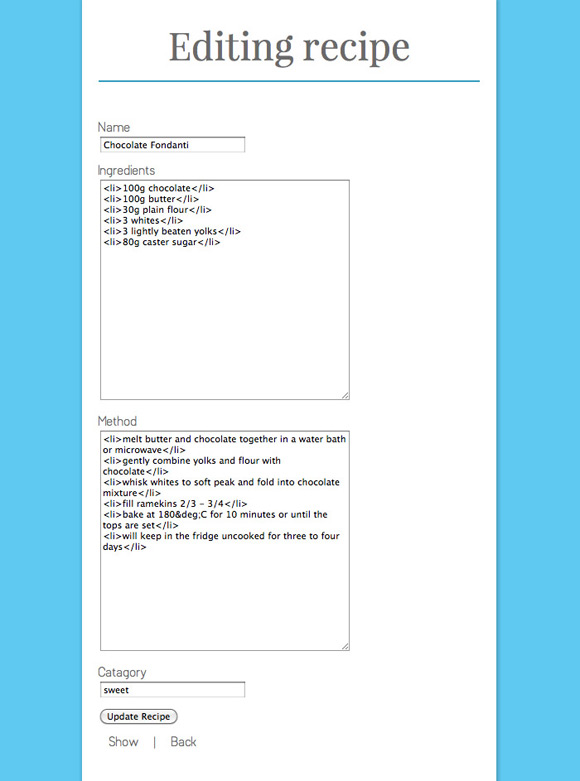 Editing recipe
Name
Chocolate Fondanti
Ingredients
<li>100g chocolate</li>
<li>100g butter</li>
<li>30g plain flour</li>
<li>3 whites</li>
<li>3 lightly beaten yolks</li>
<li>80g caster sugar</li>
Method
<li>melt butter and chocolate together in a water bath
or microwave</li>
<li>gently combine yolks and flour with
chocolate</li>
<li>whisk whites to soft peak and fold into chocolate
mixture</li>
<li>fill ramekins 2/3 - 3/4</li>
<li>bake at 180&deg;C for 10 minutes or until the
tops are set</li>
<li>will keep in the fridge uncooked for three to four
days</li>
Catagory
sweet
Update Recipe
Show | Back